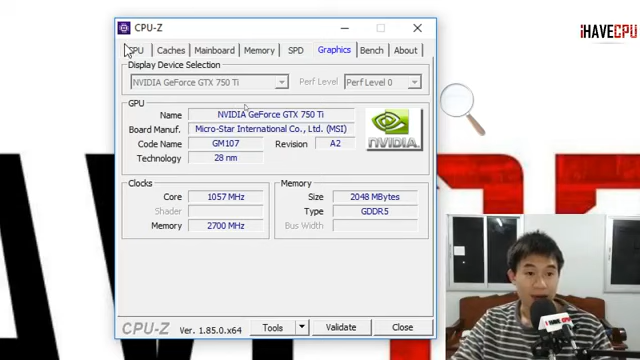 CPU-Z
iHAVECPU
CPU Caches Mainboard Memory SPD Graphics Bench About
Display Device Selection
NVIDIA GeForce GTX 750 Ti Perf Level Perf Level 0
GPU
Name NVIDIA GeForce GTX 750 Ti
Board Manuf. Micro-Star International Co., Ltd. (MSI)
Code Name GM107 Revision A2
Technology 28 nm
NVIDIA.
Clocks
Core 1057 MHz
Shader
Memory 2700 MHz
Memory
Size 2048 MBytes
Type GDDR5
Bus Width
CPU-Z Ver. 1.85.0.x64 Tools Validate Close
I HAVE CPU